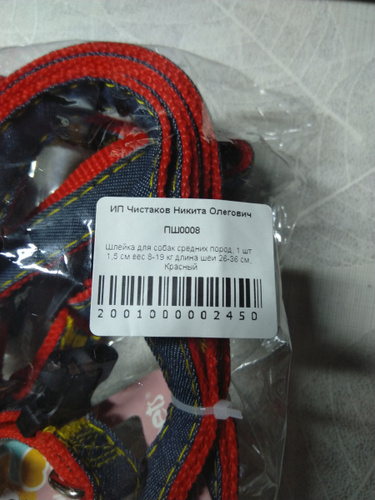 ИП Чистаков Никита Олегович
ПШ0008
Шлейка для собак средних пород, 1 шт
1,5 см вес 8-19 кг длина шеи 26-36 см,
Красный
2001000002450